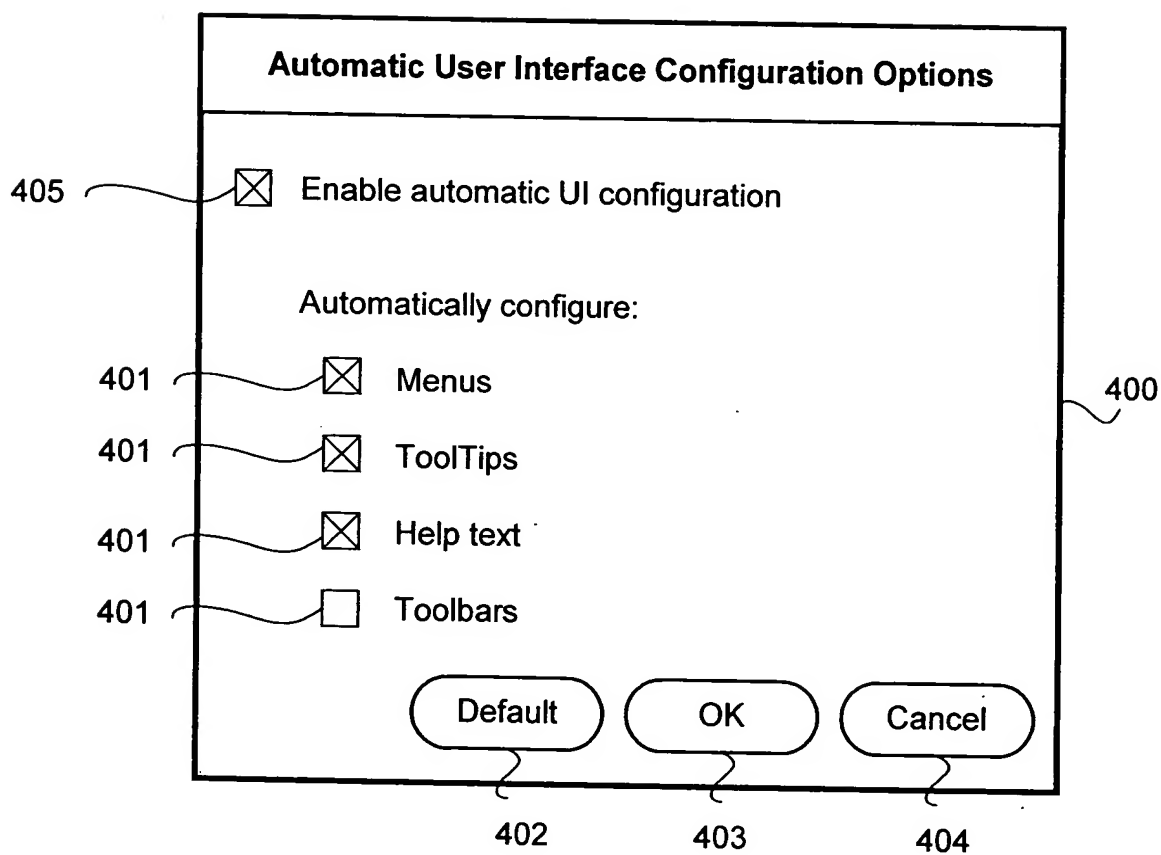 Automatic User Interface Configuration Options
405 Enable automatic UI configuration
Automatically configure:
401 Menus
400
401 ToolTips
401 Help text
401 Toolbars
Default OK Cancel
402 403 404